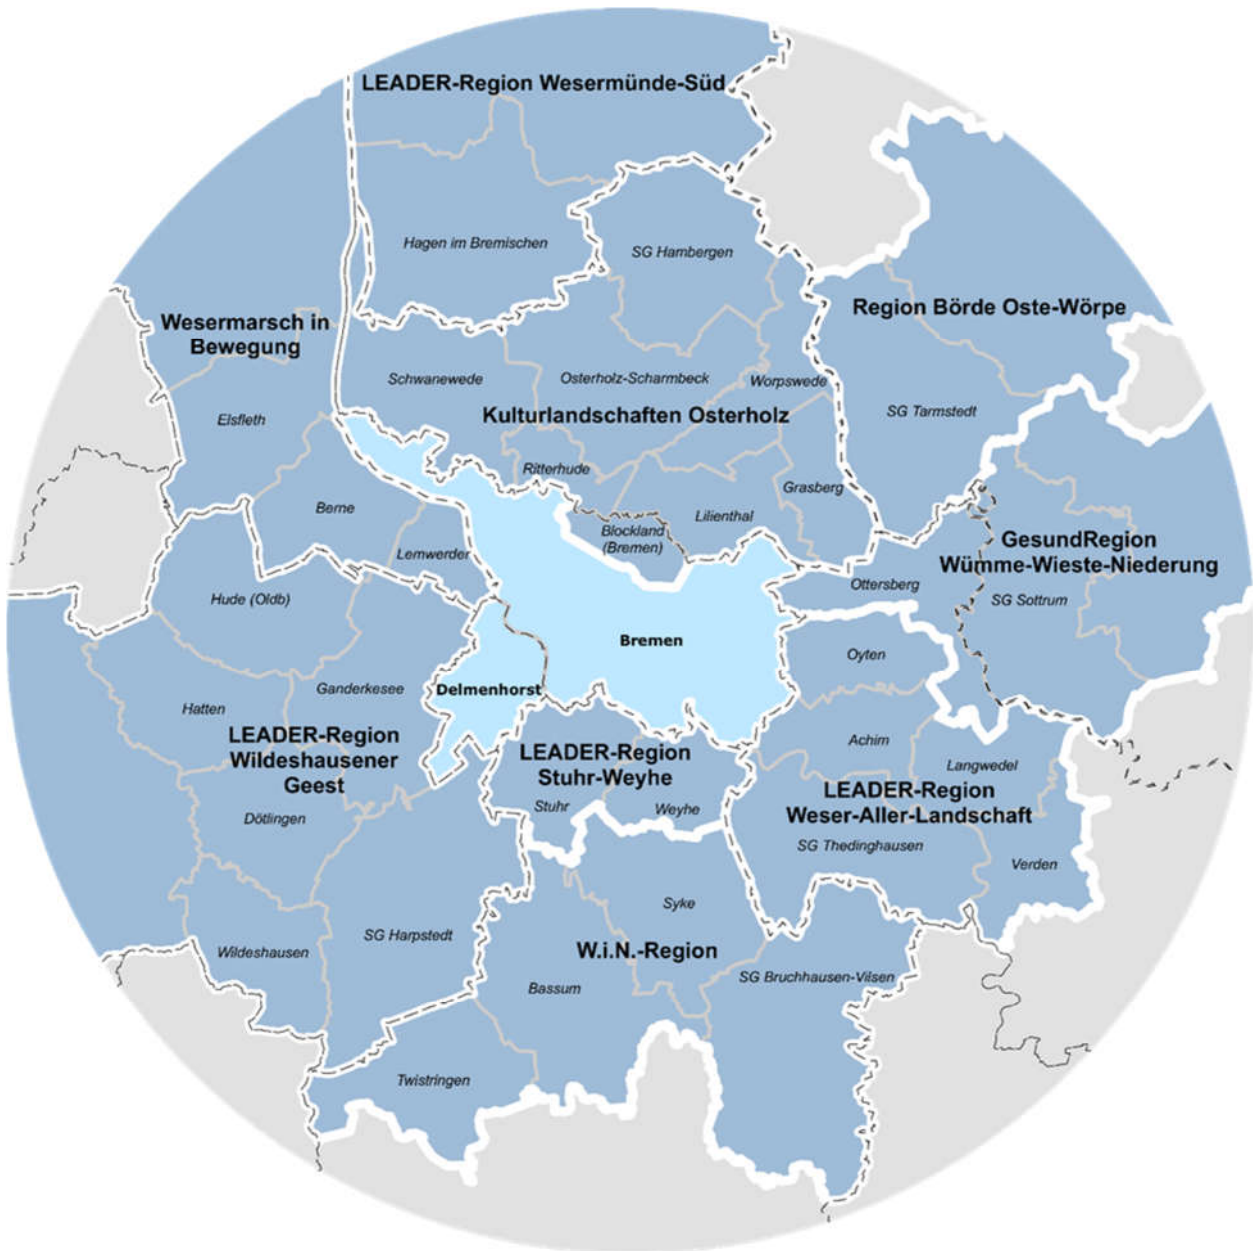 LEADER-Region Wesermünde-Süd
Hagen im Bremischen
SG Hambergen
Region Börde Oste-Wörpe
Wesermarsch in
Bewegung
Schwanewede
Osterholz-Scharmbeck
Worpswede
Kulturlandschaften Osterholz
SG Tarmstedt
Elsfleth
Ritterhude
Grasberg
Berne
Lilienthal
Blockland
(Bremen)
Lemwerder
GesundRegion
Wümme-Wieste-Niederung
Ottersberg
SG Sottrum
Hude (Oldb)
Bremen
Oyten
Delmenhorst
Ganderkesee
Hatten
LEADER-Region
Wildeshausener
Geest
LEADER-Region
Stuhr-Weyhe
Achim
Langwedel
LEADER-Region
Weser-Aller-Landschaft
Stuhr
Weyhe
Dötlingen
SG Thedinghausen
Verden
Syke
SG Harpstedt
Wildeshausen
W.i.N.-Region
SG Bruchhausen-Vilsen
Bassum
Twistringen